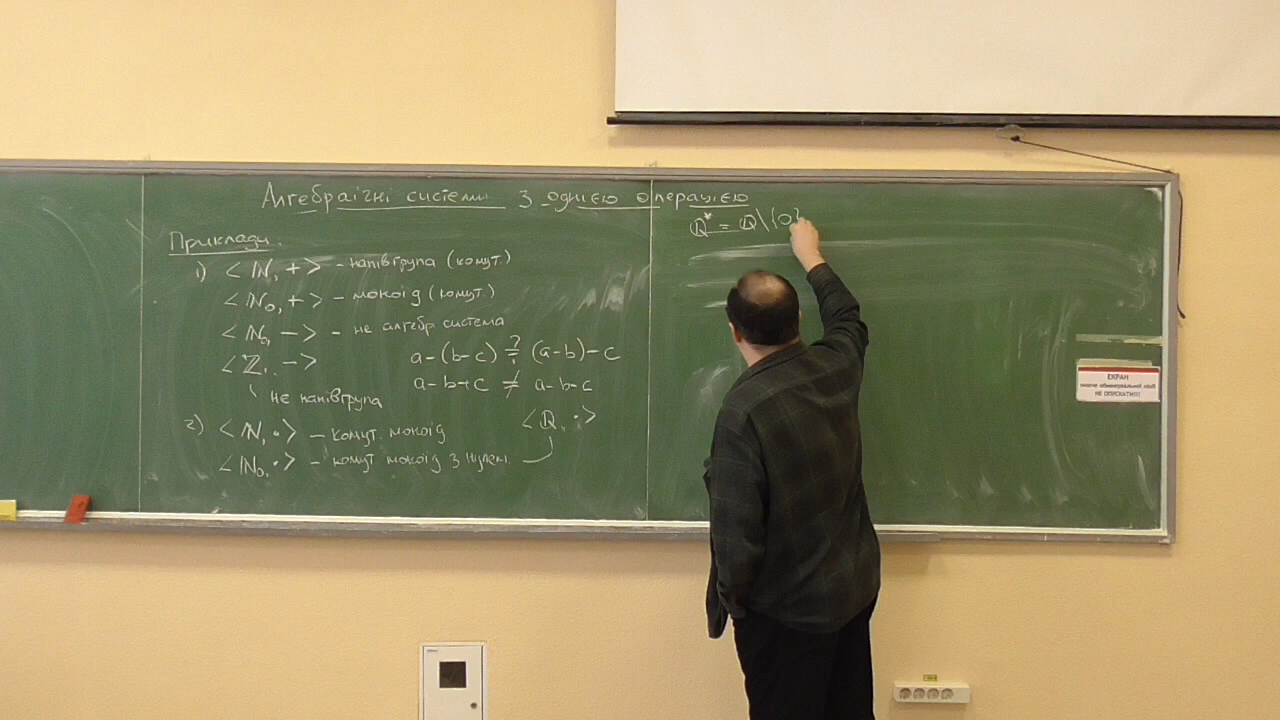 Алгебраїчні системи з однією операцією
Приклади.
1) <ℕ, +> – напівгрупа (комут.)
<ℕ₀, +> – моноїд (комут.)
<ℕ₀, –> – не алгебр система
<ℤ, –>
не напівгрупа
a-(b-c) ?= (a-b)-c
a-b+c ≠ a-b-c
2) <ℕ, ·> – комут. моноїд
<ℕ₀, ·> – комут моноїд з нулем.
<ℚ, ·>
ℚ* = ℚ\{0}
ЕКРАН
НЕ ОПУСКАТИ!!!